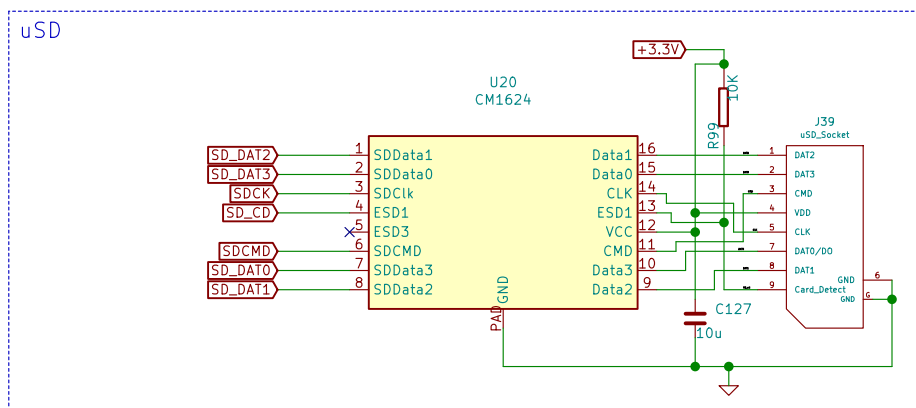 uSD
+3.3V
10K
R99
U20
CM1624
J39
uSD_Socket
SD_DAT2 1 SDData1 Data1 16 1 DAT2
SD_DAT3 2 SDData0 Data0 15 2 DAT3
SDCK 3 SDClk CLK 14 3 CMD
SD_CD 4 ESD1 ESD1 13 4 VDD
5 ESD3 VCC 12 5 CLK
SDCMD 6 SDCMD CMD 11 7 DAT0/DO
SD_DAT0 7 SDData3 Data3 10 8 DAT1
SD_DAT1 8 SDData2 Data2 9 9 Card_Detect
GND 6
GND G
GND
PAD
C127
10u